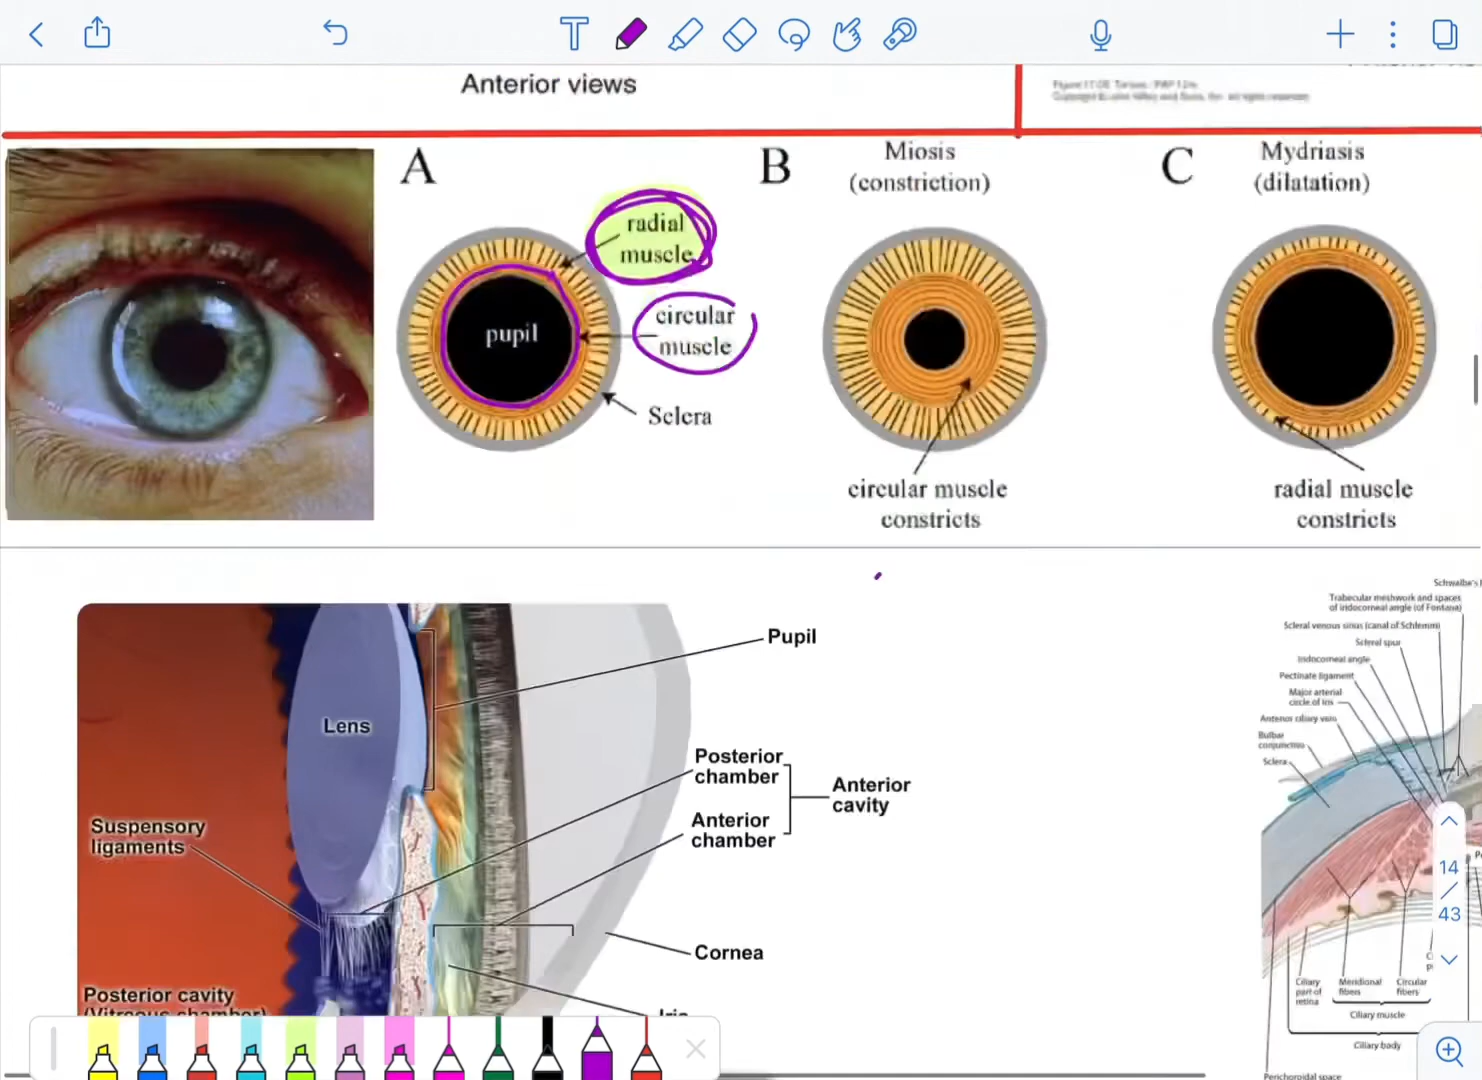 Anterior views
A
radial
muscle
pupil
circular
muscle
Sclera
B
Miosis
(constriction)
circular muscle
constricts
C
Mydriasis
(dilatation)
radial muscle
constricts
Lens
Pupil
Posterior
chamber
Anterior
chamber
Anterior
cavity
Suspensory
ligaments
Cornea
Posterior cavity
(Vitreous chamber)
Iris
Trabecular meshwork and spaces
of iridocorneal angle (of Fontana)
Scleral venous sinus (canal of Schlemm)
Scleral spur
Iridocorneal angle
Pectinate ligament
Major arterial
circle of iris
Anterior ciliary vein
Bulbar
conjunctiva
Sclera
Ciliary
part of
retina
Meridional
fibers
Circular
fibers
Ciliary muscle
Ciliary body
Perichoroidal space
14
/
43